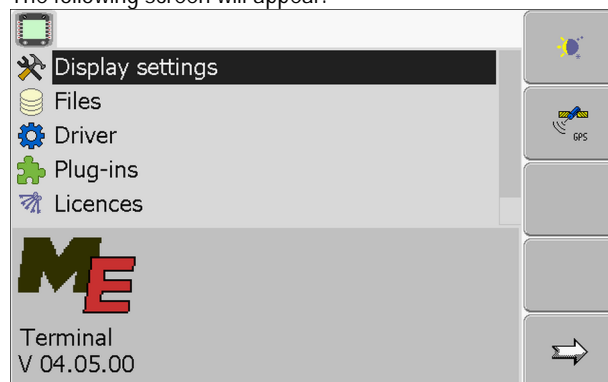 The following screen will appear:
Display settings
Files
Driver
Plug-ins
Licences
GPS
ME
Terminal
V 04.05.00